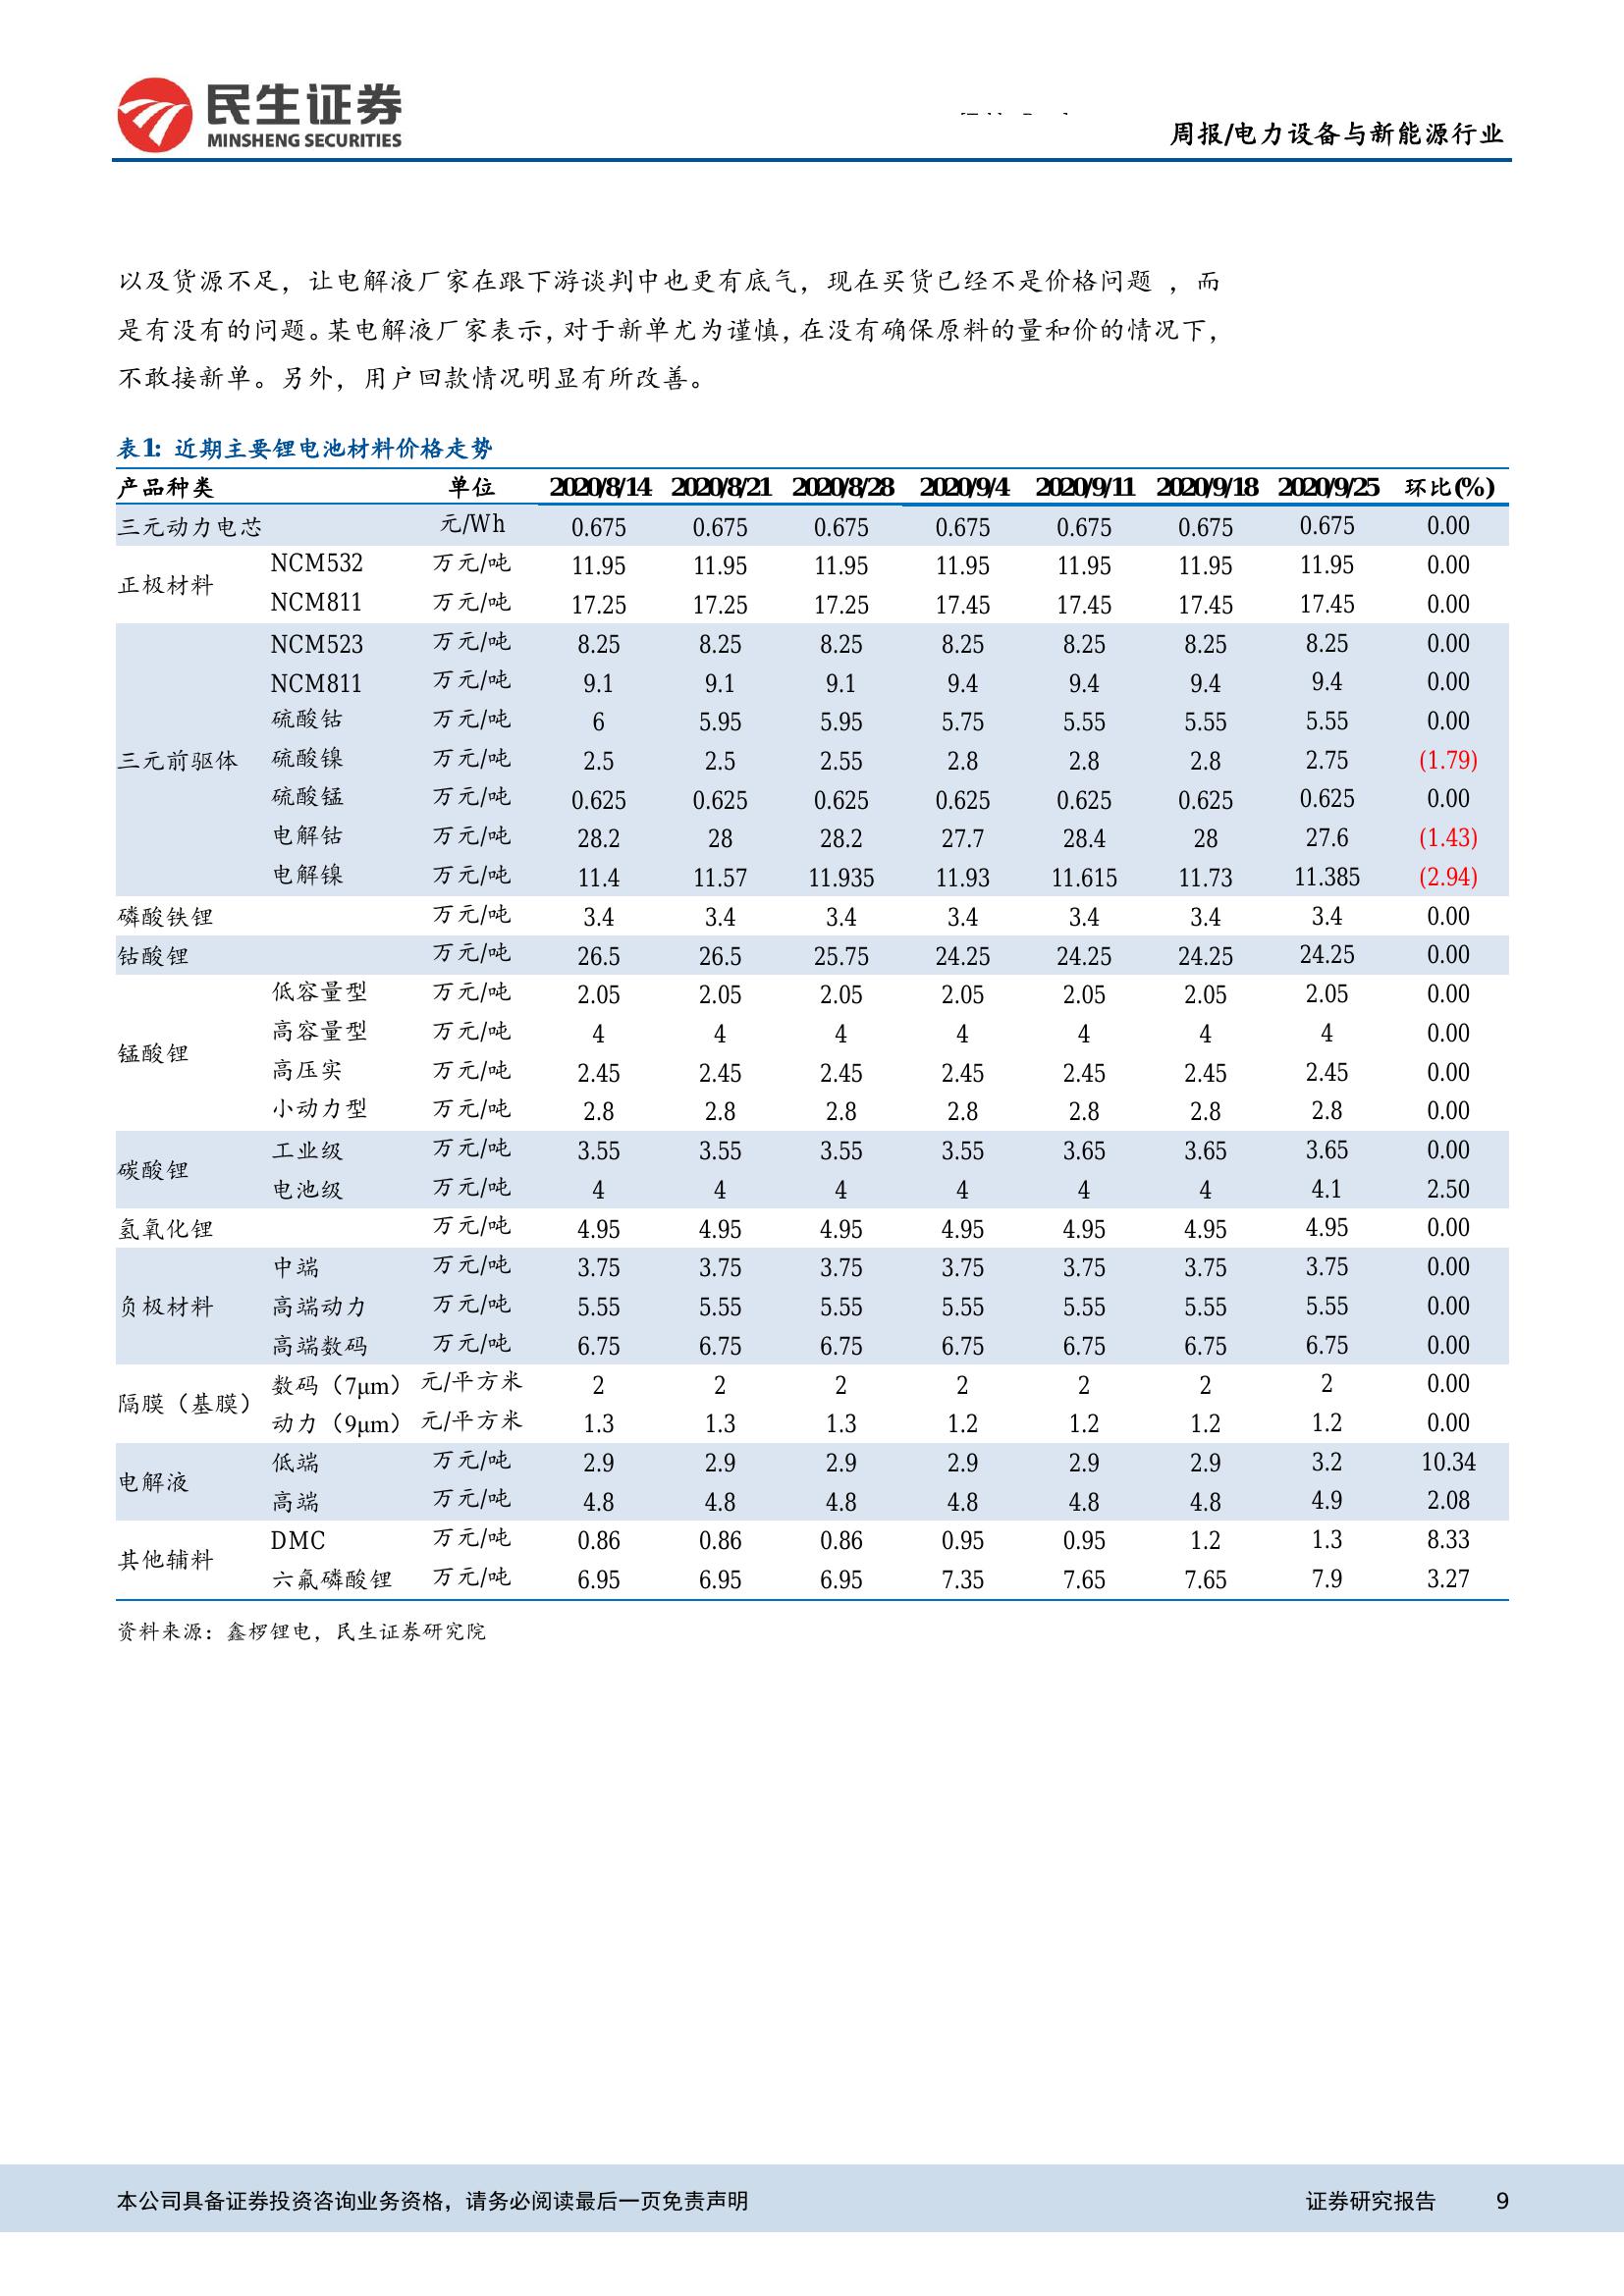 民生证券
MINSHENG SECURITIES
周报/电力设备与新能源行业
以及货源不足，让电解液厂家在跟下游谈判中也更有底气，现在买货已经不是价格问题 ，而
是有没有的问题。某电解液厂家表示，对于新单尤为谨慎，在没有确保原料的量和价的情况下，
不敢接新单。另外，用户回款情况明显有所改善。
表1: 近期主要锂电池材料价格走势
产品种类 单位 2020/8/14 2020/8/21 2020/8/28 2020/9/4 2020/9/11 2020/9/18 2020/9/25 环比(%)
三元动力电芯 元/Wh 0.675 0.675 0.675 0.675 0.675 0.675 0.675 0.00
正极材料 NCM532 万元/吨 11.95 11.95 11.95 11.95 11.95 11.95 11.95 0.00
NCM811 万元/吨 17.25 17.25 17.25 17.45 17.45 17.45 17.45 0.00
三元前驱体 NCM523 万元/吨 8.25 8.25 8.25 8.25 8.25 8.25 8.25 0.00
NCM811 万元/吨 9.1 9.1 9.1 9.4 9.4 9.4 9.4 0.00
硫酸钴 万元/吨 6 5.95 5.95 5.75 5.55 5.55 5.55 0.00
硫酸镍 万元/吨 2.5 2.5 2.55 2.8 2.8 2.8 2.75 (1.79)
硫酸锰 万元/吨 0.625 0.625 0.625 0.625 0.625 0.625 0.625 0.00
电解钴 万元/吨 28.2 28 28.2 27.7 28.4 28 27.6 (1.43)
电解镍 万元/吨 11.4 11.57 11.935 11.93 11.615 11.73 11.385 (2.94)
磷酸铁锂 万元/吨 3.4 3.4 3.4 3.4 3.4 3.4 3.4 0.00
钴酸锂 万元/吨 26.5 26.5 25.75 24.25 24.25 24.25 24.25 0.00
锰酸锂 低容量型 万元/吨 2.05 2.05 2.05 2.05 2.05 2.05 2.05 0.00
高容量型 万元/吨 4 4 4 4 4 4 4 0.00
高压实 万元/吨 2.45 2.45 2.45 2.45 2.45 2.45 2.45 0.00
小动力型 万元/吨 2.8 2.8 2.8 2.8 2.8 2.8 2.8 0.00
碳酸锂 工业级 万元/吨 3.55 3.55 3.55 3.55 3.65 3.65 3.65 0.00
电池级 万元/吨 4 4 4 4 4 4 4.1 2.50
氢氧化锂 万元/吨 4.95 4.95 4.95 4.95 4.95 4.95 4.95 0.00
负极材料 中端 万元/吨 3.75 3.75 3.75 3.75 3.75 3.75 3.75 0.00
高端动力 万元/吨 5.55 5.55 5.55 5.55 5.55 5.55 5.55 0.00
高端数码 万元/吨 6.75 6.75 6.75 6.75 6.75 6.75 6.75 0.00
隔膜（基膜） 数码（7μm） 元/平方米 2 2 2 2 2 2 2 0.00
动力（9μm） 元/平方米 1.3 1.3 1.3 1.2 1.2 1.2 1.2 0.00
电解液 低端 万元/吨 2.9 2.9 2.9 2.9 2.9 2.9 3.2 10.34
高端 万元/吨 4.8 4.8 4.8 4.8 4.8 4.8 4.9 2.08
其他辅料 DMC 万元/吨 0.86 0.86 0.86 0.95 0.95 1.2 1.3 8.33
六氟磷酸锂 万元/吨 6.95 6.95 6.95 7.35 7.65 7.65 7.9 3.27
资料来源：鑫椤锂电，民生证券研究院
本公司具备证券投资咨询业务资格，请务必阅读最后一页免责声明 证券研究报告 9